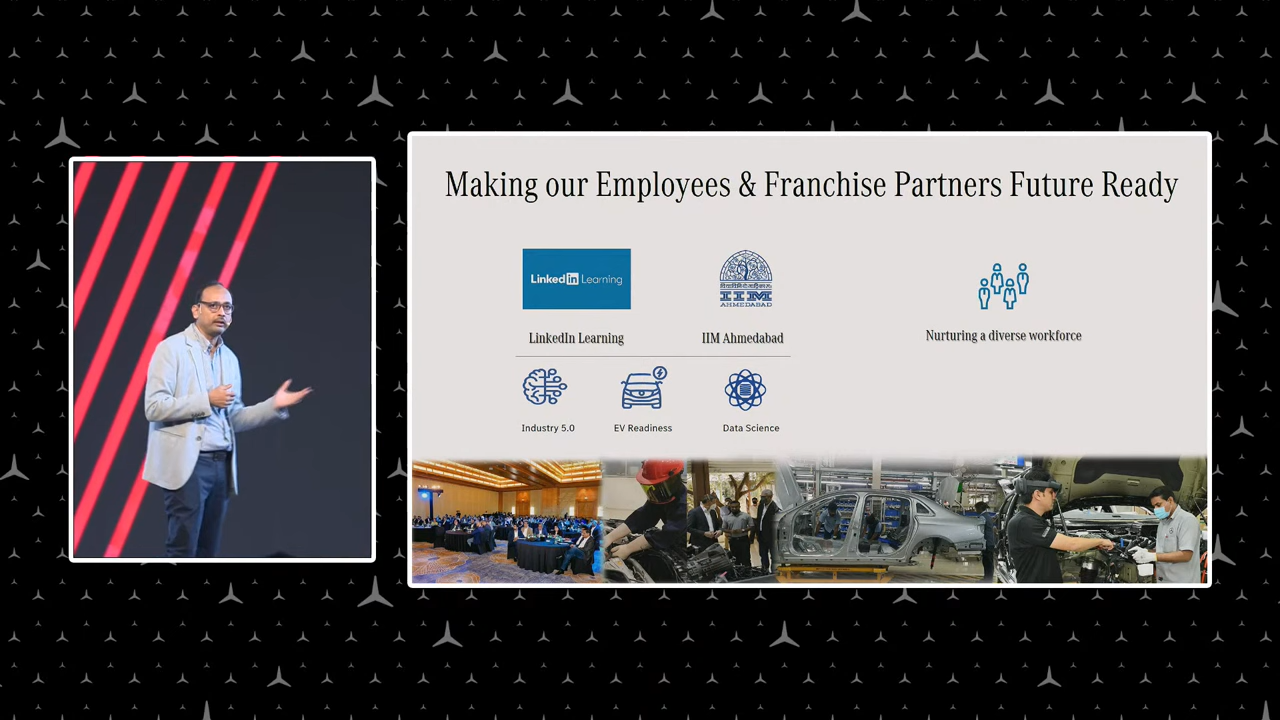 Making our Employees & Franchise Partners Future Ready
LinkedIn Learning
IIM
AHMEDABAD
LinkedIn Learning
IIM Ahmedabad
Nurturing a diverse workforce
Industry 5.0
EV Readiness
Data Science